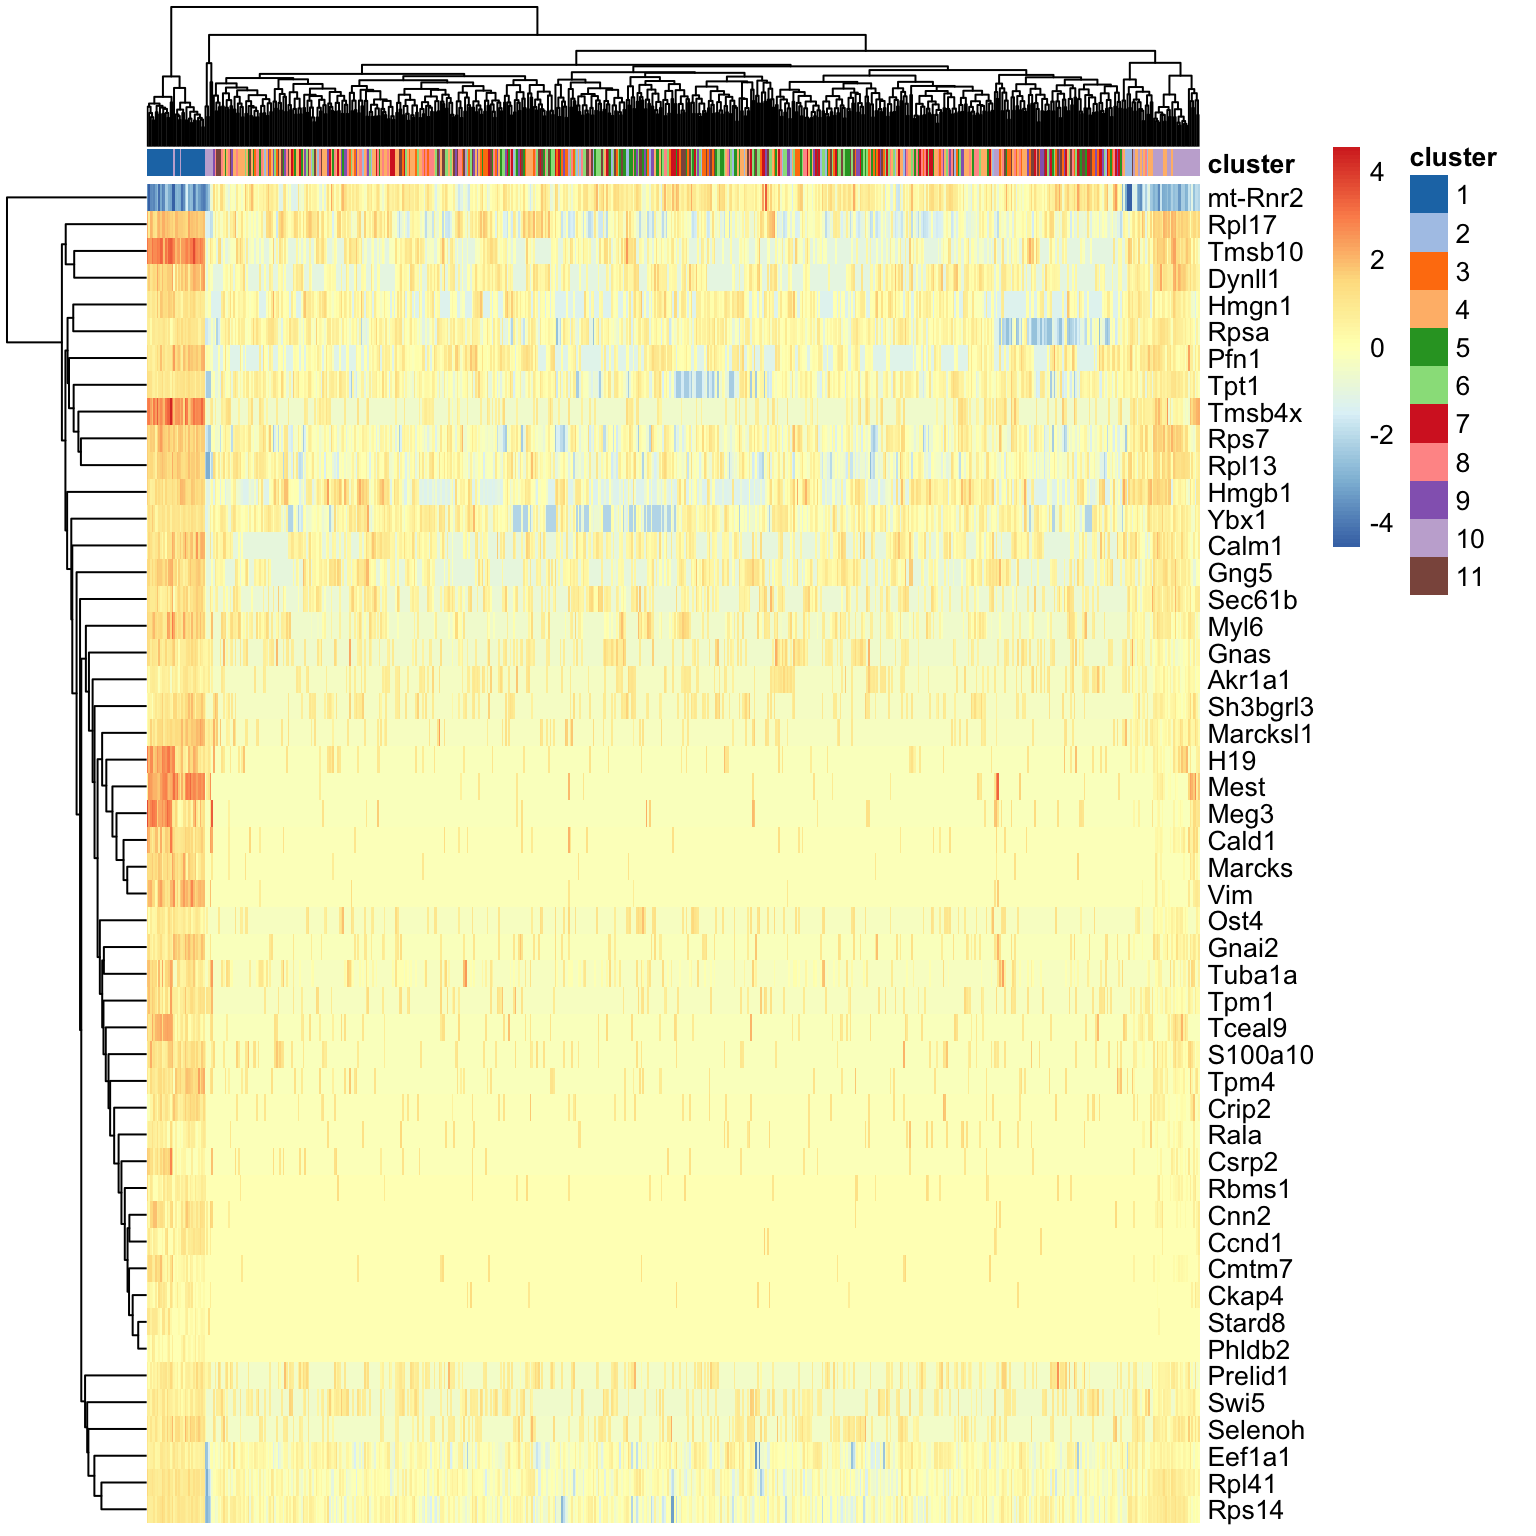 cluster
mt-Rnr2
Rpl17
Tmsb10
Dynll1
Hmgn1
Rpsa
Pfn1
Tpt1
Tmsb4x
Rps7
Rpl13
Hmgb1
Ybx1
Calm1
Gng5
Sec61b
Myl6
Gnas
Akr1a1
Sh3bgrl3
Marcksl1
H19
Mest
Meg3
Cald1
Marcks
Vim
Ost4
Gnai2
Tuba1a
Tpm1
Tceal9
S100a10
Tpm4
Crip2
Rala
Csrp2
Rbms1
Cnn2
Ccnd1
Cmtm7
Ckap4
Stard8
Phldb2
Prelid1
Swi5
Selenoh
Eef1a1
Rpl41
Rps14
4
2
0
-2
-4
cluster
1
2
3
4
5
6
7
8
9
10
11